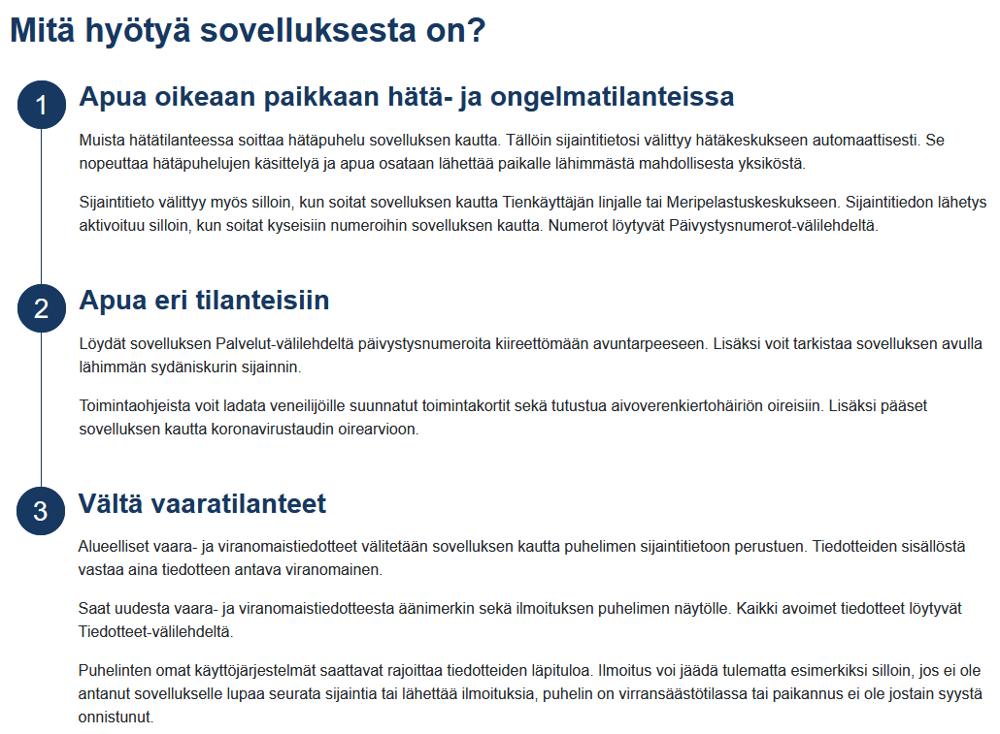 Mitä hyötyä sovelluksesta on?
1
Apua oikeaan paikkaan hätä- ja ongelmatilanteissa
Muista hätätilanteessa soittaa hätäpuhelu sovelluksen kautta. Tällöin sijaintitietosi välittyy hätäkeskukseen automaattisesti. Se
nopeuttaa hätäpuhelujen käsittelyä ja apua osataan lähettää paikalle lähimmästä mahdollisesta yksiköstä.
Sijaintitieto välittyy myös silloin, kun soitat sovelluksen kautta Tienkäyttäjän linjalle tai Meripelastuskeskukseen. Sijaintitiedon lähetys
aktivoituu silloin, kun soitat kyseisiin numeroihin sovelluksen kautta. Numerot löytyvät Päivystysnumerot-välilehdeltä.
2
Apua eri tilanteisiin
Löydät sovelluksen Palvelut-välilehdeltä päivystysnumeroita kiireettömään avuntarpeeseen. Lisäksi voit tarkistaa sovelluksen avulla
lähimmän sydäniskurin sijainnin.
Toimintaohjeista voit ladata veneilijöille suunnatut toimintakortit sekä tutustua aivoverenkiertohäiriön oireisiin. Lisäksi pääset
sovelluksen kautta koronavirustaudin oirearvioon.
3
Vältä vaaratilanteet
Alueelliset vaara- ja viranomaistiedotteet välitetään sovelluksen kautta puhelimen sijaintitietoon perustuen. Tiedotteiden sisällöstä
vastaa aina tiedotteen antava viranomainen.
Saat uudesta vaara- ja viranomaistiedotteesta äänimerkin sekä ilmoituksen puhelimen näytölle. Kaikki avoimet tiedotteet löytyvät
Tiedotteet-välilehdeltä.
Puhelinten omat käyttöjärjestelmät saattavat rajoittaa tiedotteiden läpituloa. Ilmoitus voi jäädä tulematta esimerkiksi silloin, jos ei ole
antanut sovellukselle lupaa seurata sijaintia tai lähettää ilmoituksia, puhelin on virransäästötilassa tai paikannus ei ole jostain syystä
onnistunut.